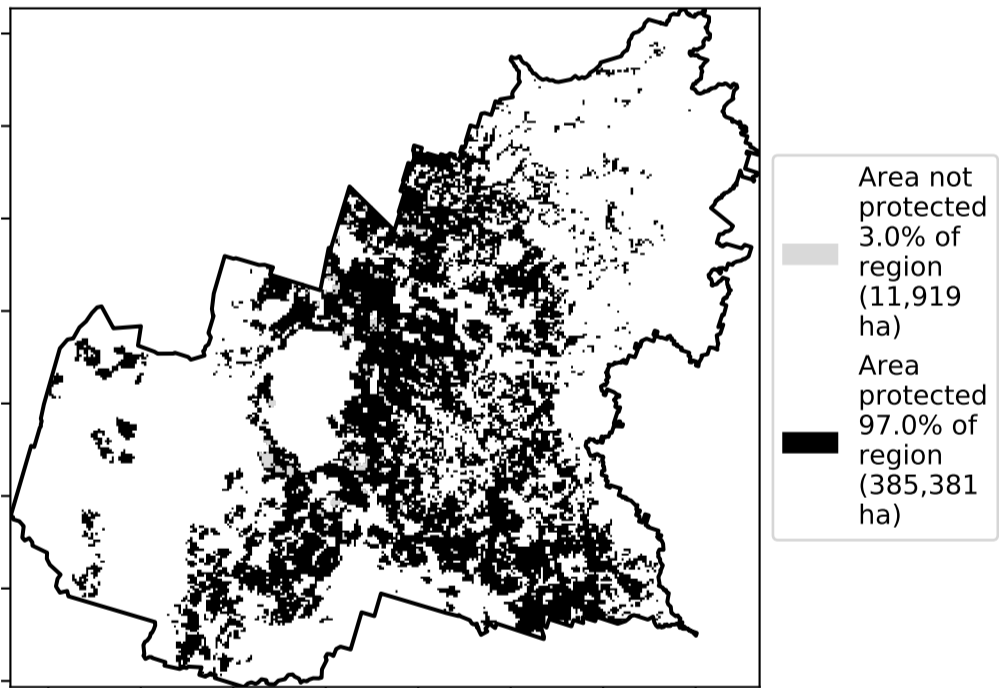 Area not
protected
3.0% of
region
(11,919
ha)
Area
protected
97.0% of
region
(385,381
ha)